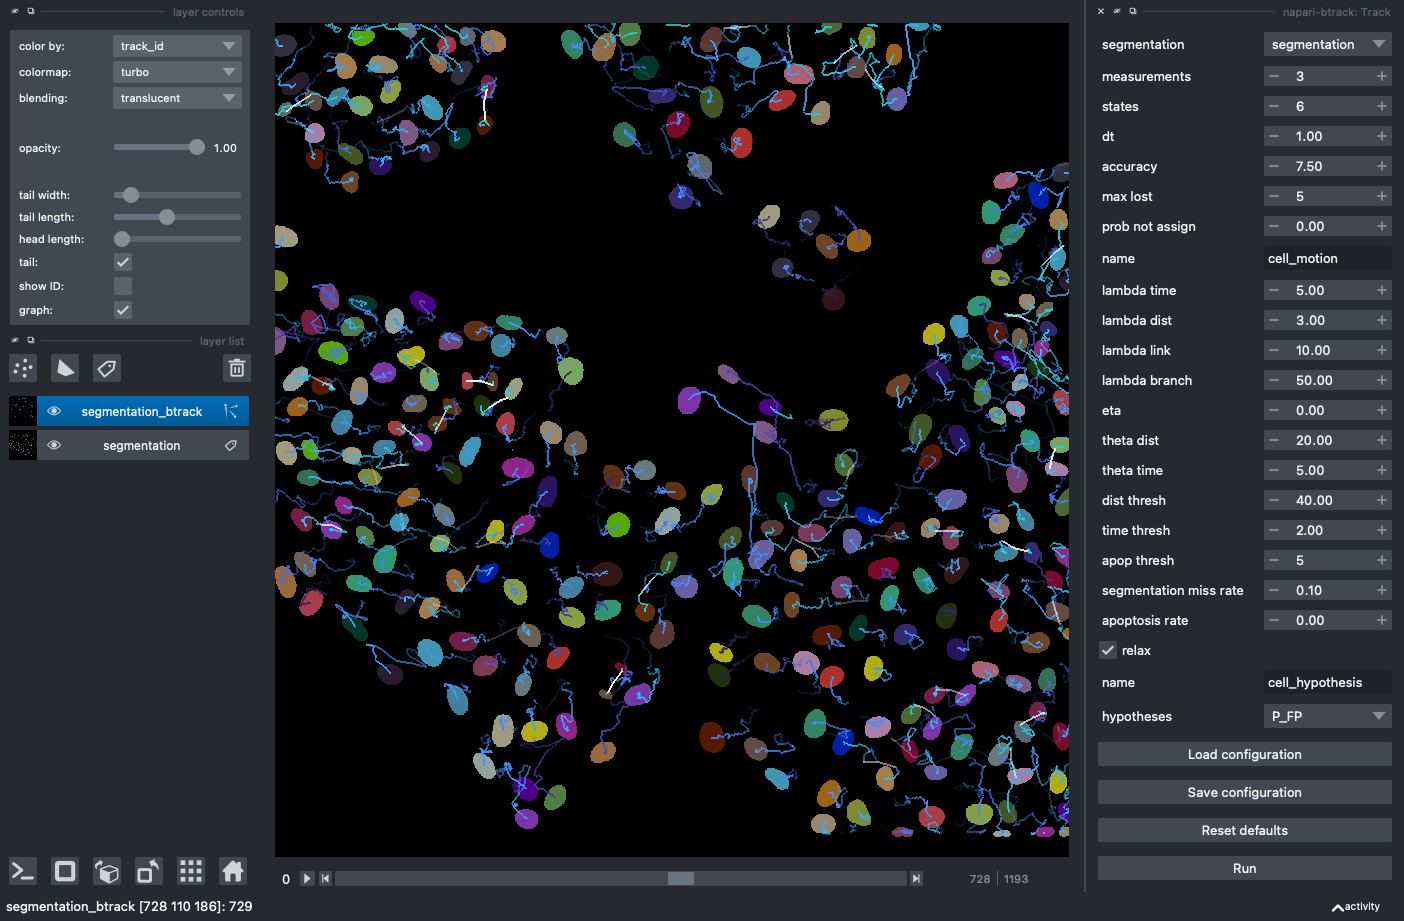 layer controls
color by: track_id
colormap: turbo
blending: translucent
opacity: 1.00
tail width:
tail length:
head length:
tail:
show ID:
graph:
layer list
segmentation_btrack
segmentation
0 728 1193
segmentation_btrack [728 110 186]: 729
napari-btrack: Track
segmentation segmentation
measurements − 3 +
states − 6 +
dt − 1.00 +
accuracy − 7.50 +
max lost − 5 +
prob not assign − 0.00 +
name cell_motion
lambda time − 5.00 +
lambda dist − 3.00 +
lambda link − 10.00 +
lambda branch − 50.00 +
eta − 0.00 +
theta dist − 20.00 +
theta time − 5.00 +
dist thresh − 40.00 +
time thresh − 2.00 +
apop thresh − 5 +
segmentation miss rate − 0.10 +
apoptosis rate − 0.00 +
relax
name cell_hypothesis
hypotheses P_FP
Load configuration
Save configuration
Reset defaults
Run
activity